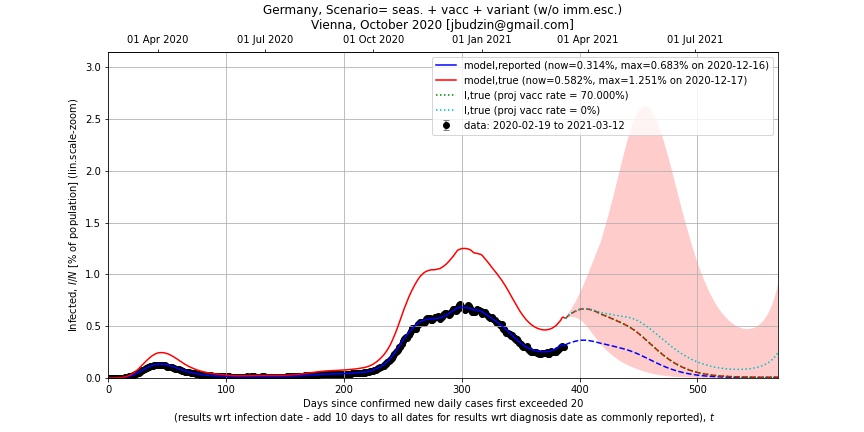 Germany, Scenario= seas. + vacc + variant (w/o imm.esc.)
Vienna, October 2020 [jbudzin@gmail.com]
01 Apr 2020 01 Jul 2020 01 Oct 2020 01 Jan 2021 01 Apr 2021 01 Jul 2021
model,reported (now=0.314%, max=0.683% on 2020-12-16)
model,true (now=0.582%, max=1.251% on 2020-12-17)
I,true (proj vacc rate = 70.000%)
I,true (proj vacc rate = 0%)
data: 2020-02-19 to 2021-03-12
Infected, I/N [% of population] (lin.scale-zoom)
3.0
2.5
2.0
1.5
1.0
0.5
0.0
0 100 200 300 400 500
Days since confirmed new daily cases first exceeded 20
(results wrt infection date - add 10 days to all dates for results wrt diagnosis date as commonly reported), t